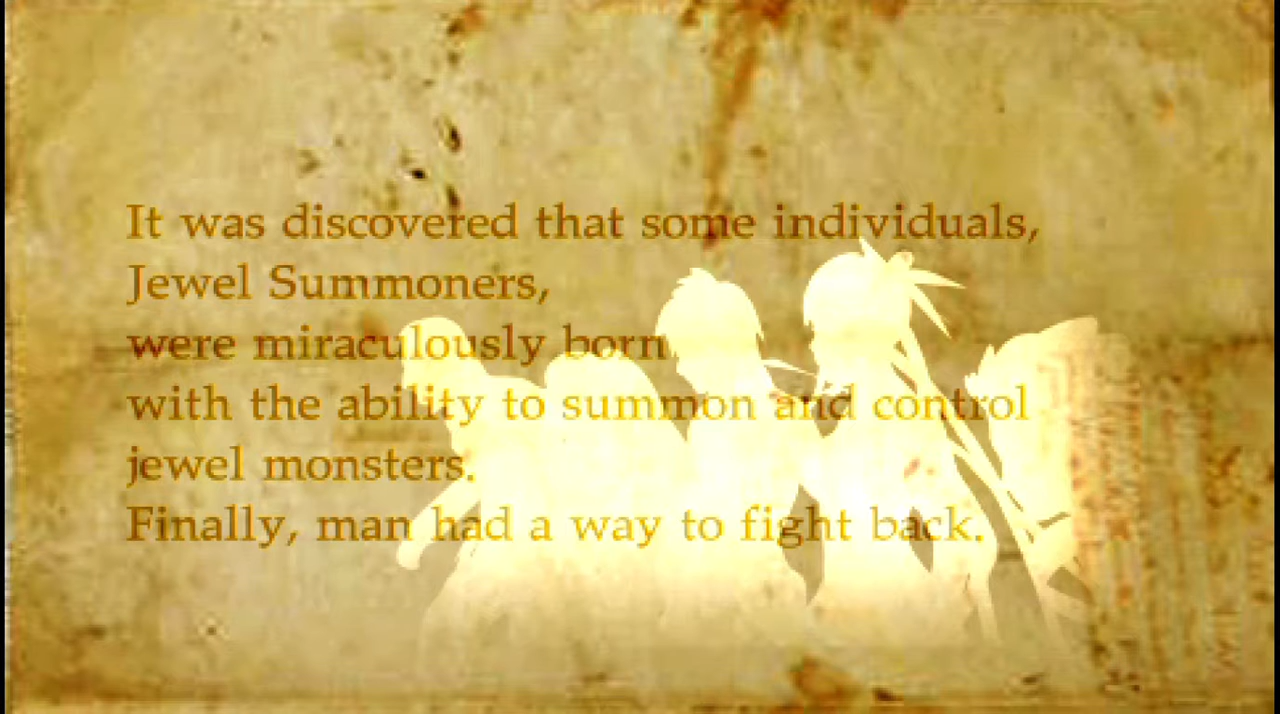 It was discovered that some individuals,
Jewel Summoners,
were miraculously born
with the ability to summon and control
jewel monsters.
Finally, man had a way to fight back.